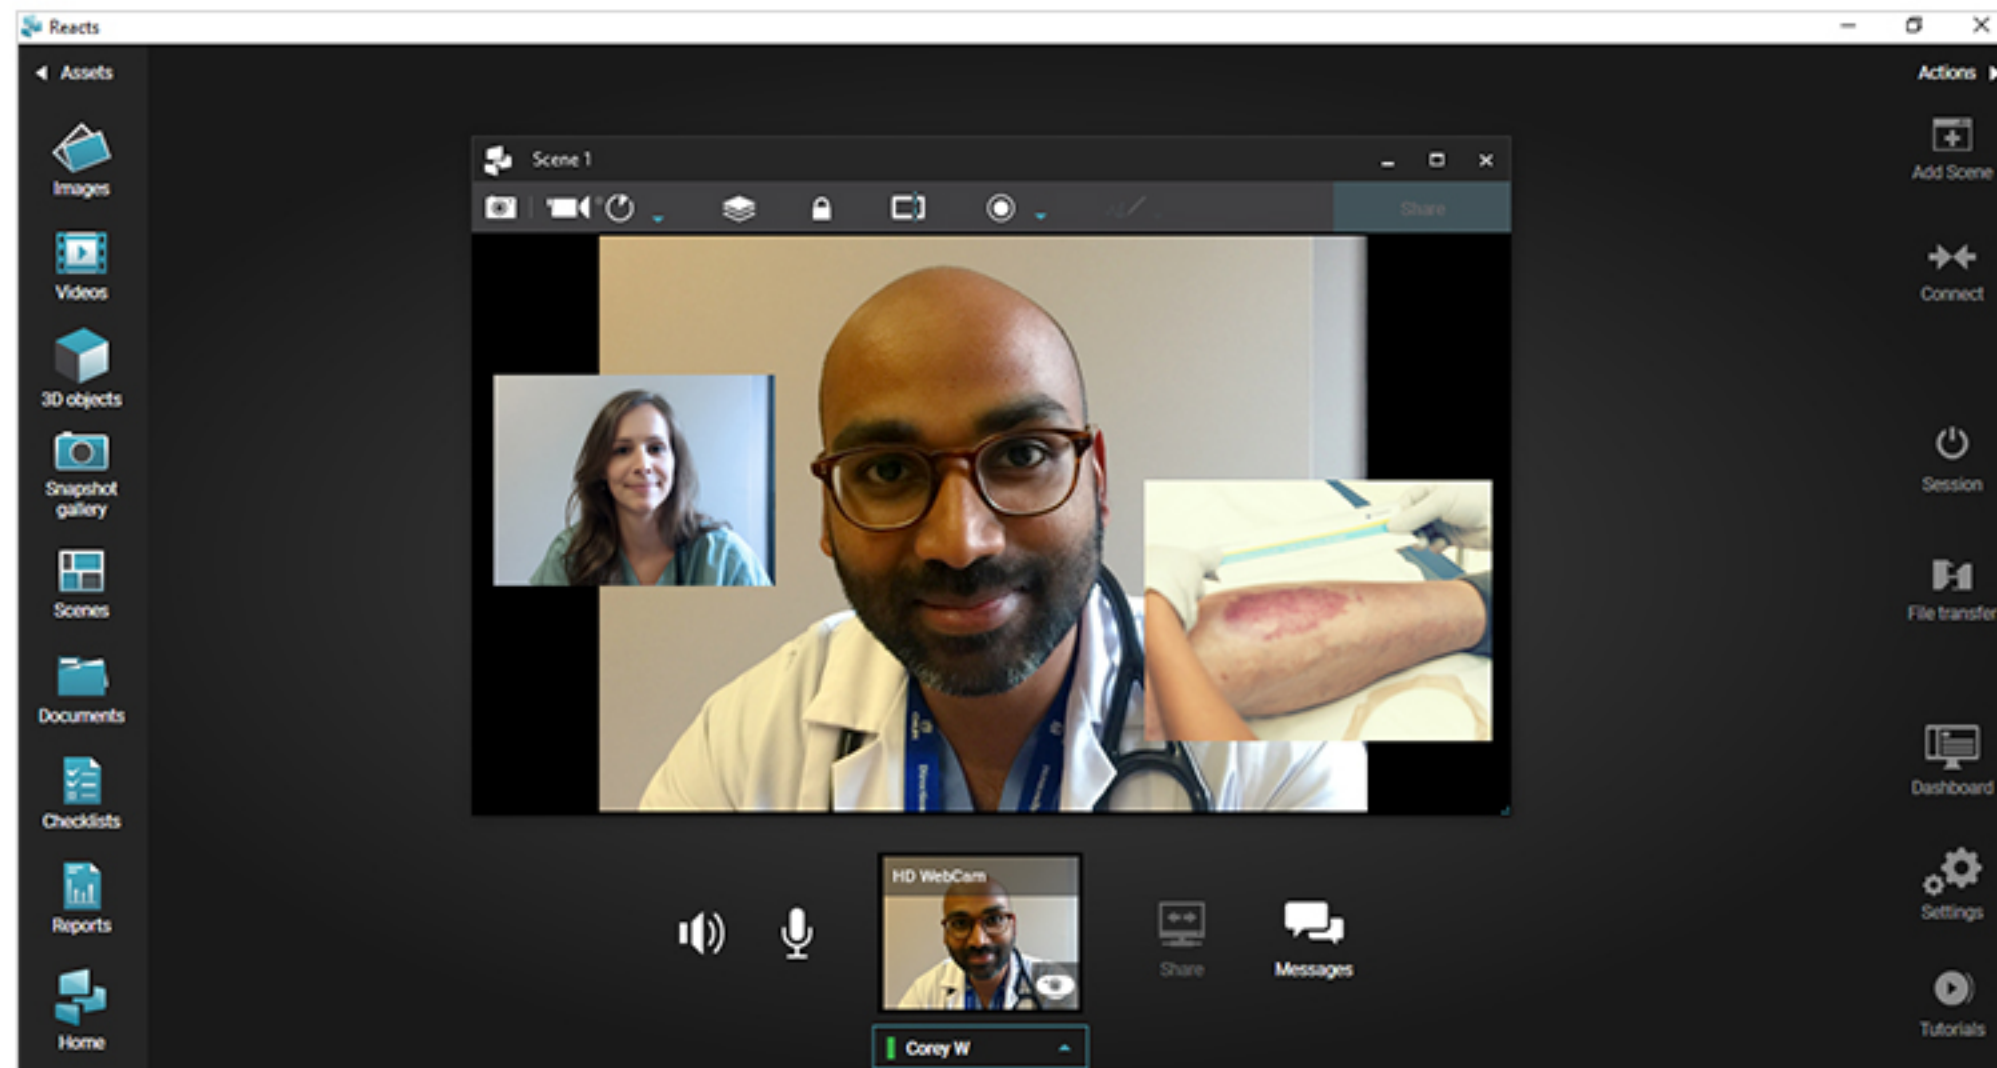 Reacts
Assets
Actions
Images
Videos
3D objects
Snapshot
gallery
Scenes
Documents
Checklists
Reports
Home
Scene 1
Share
HD WebCam
Share
Messages
Corey W
Add Scene
Connect
Session
File transfer
Dashboard
Settings
Tutorials